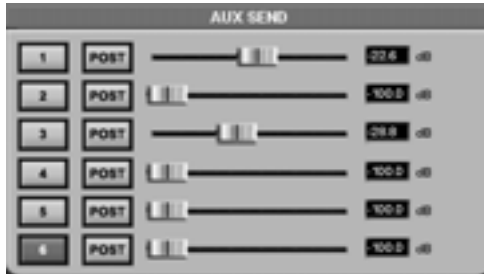 AUX SEND
1 POST -22.6 dB
2 POST -100.0 dB
3 POST -28.8 dB
4 POST -100.0 dB
5 POST -100.0 dB
6 POST -100.0 dB